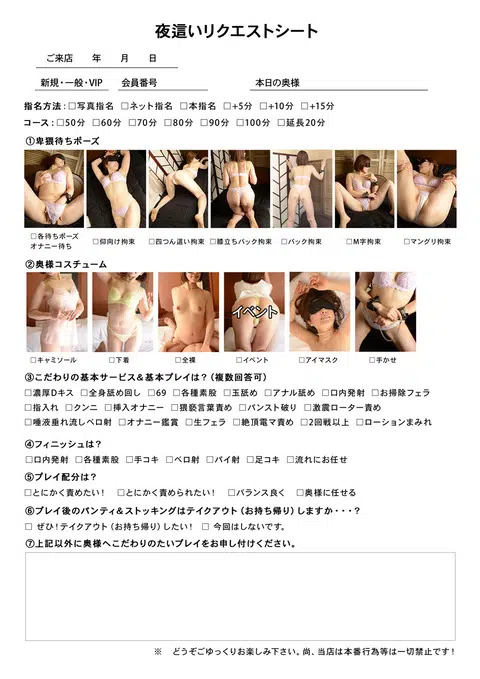 夜這いリクエストシート
ご来店　　年　　月　　日
新規・一般・VIP　会員番号　　　　　　本日の奥様
指名方法：□写真指名　□ネット指名　□本指名　□+5分　□+10分　□+15分
コース：□50分　□60分　□70分　□80分　□90分　□100分　□延長20分
①卑猥待ちポーズ
□各待ちポーズ
オナニー待ち
□仰向け拘束　□四つん這い拘束　□膝立ちバック拘束　□バック拘束　□M字拘束　□マングリ拘束
②奥様コスチューム
イベント
□キャミソール　□下着　□全裸　□イベント　□アイマスク　□手かせ
③こだわりの基本サービス＆基本プレイは？（複数回答可）
□濃厚Dキス　□全身舐め回し　□69　□各種素股　□玉舐め　□アナル舐め　□口内発射　□お掃除フェラ
□指入れ　□クンニ　□挿入オナニー　□猥褻言葉責め　□パンスト破り　□激震ローター責め
□唾液垂れ流しベロ射　□オナニー鑑賞　□生フェラ　□絶頂電マ責め　□2回戦以上　□ローションまみれ
④フィニッシュは？
□口内発射　□各種素股　□手コキ　□ベロ射　□パイ射　□足コキ　□流れにお任せ
⑤プレイ配分は？
□とにかく責めたい！　□とにかく責められたい！　□バランス良く　□奥様に任せる
⑥プレイ後のパンティ＆ストッキングはテイクアウト（お持ち帰り）しますか・・・？
□ ぜひ！テイクアウト（お持ち帰り）したい！　□ 今回はしないです。
⑦上記以外に奥様へこだわりのたいプレイをお申し付けください。
※　どうぞごゆっくりお楽しみ下さい。尚、当店は本番行為等は一切禁止です！